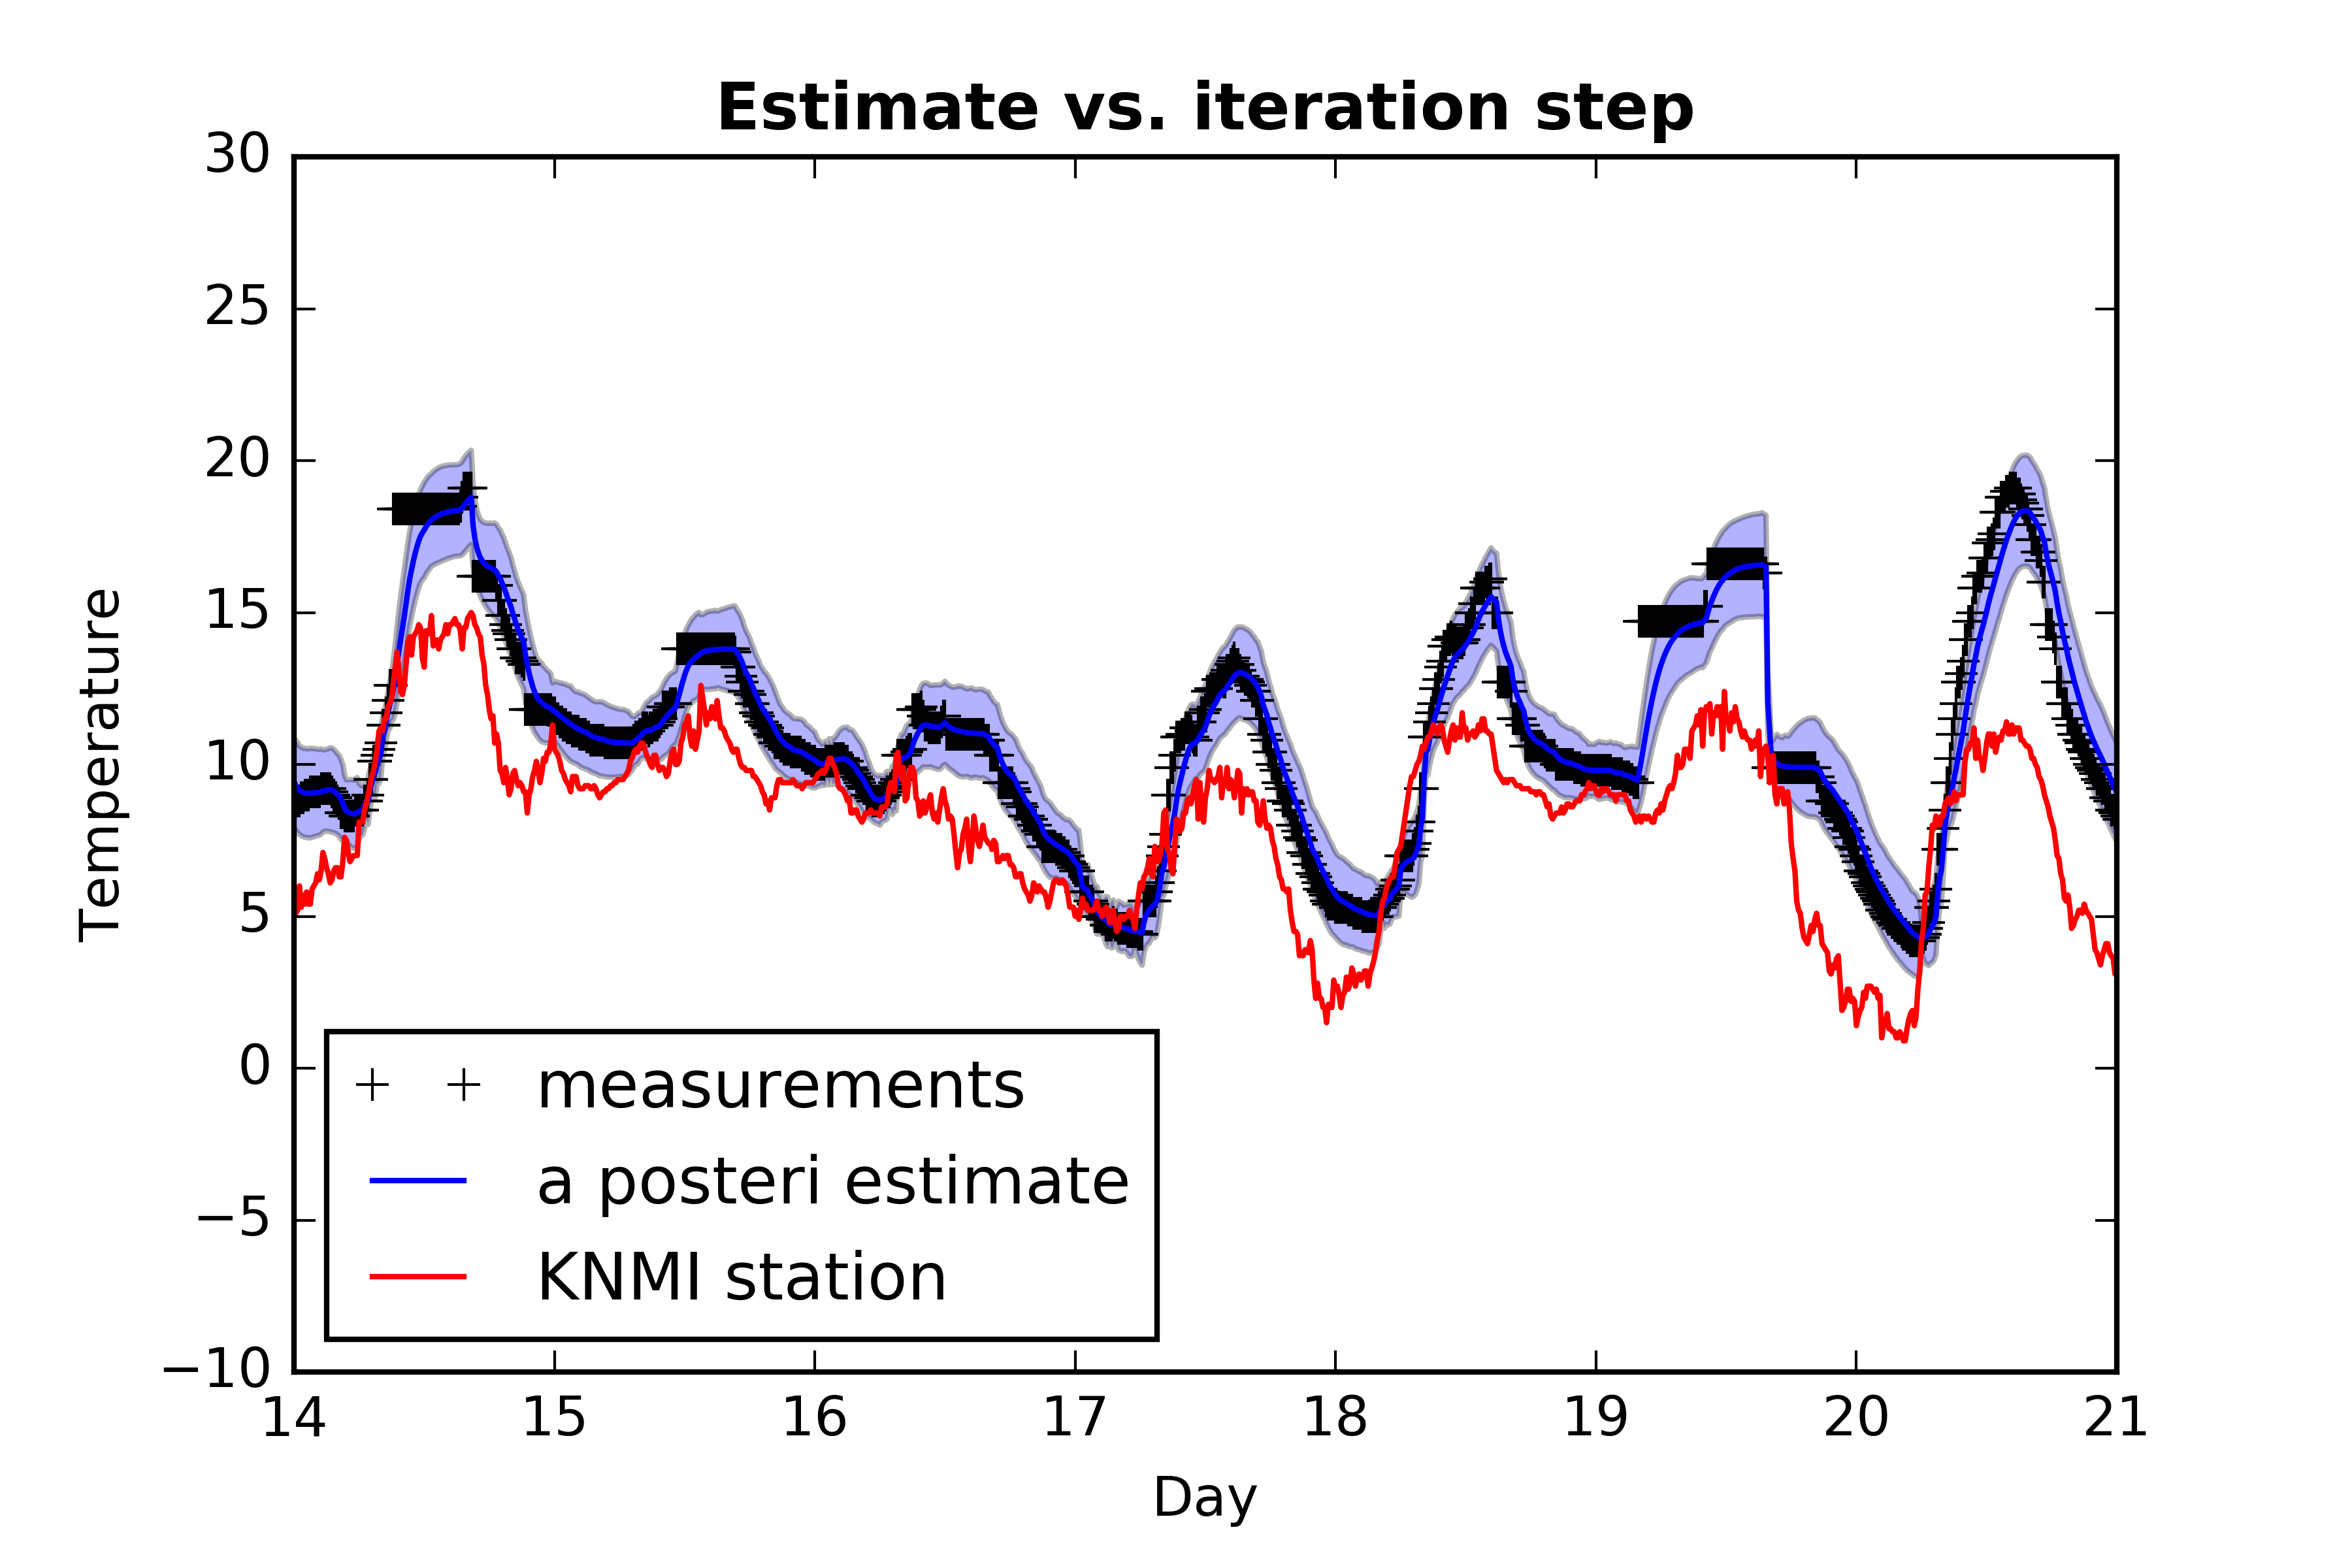 Estimate vs. iteration step
30
25
20
15
10
5
0
−5
−10
Temperature
measurements
a posteri estimate
KNMI station
14 15 16 17 18 19 20 21
Day